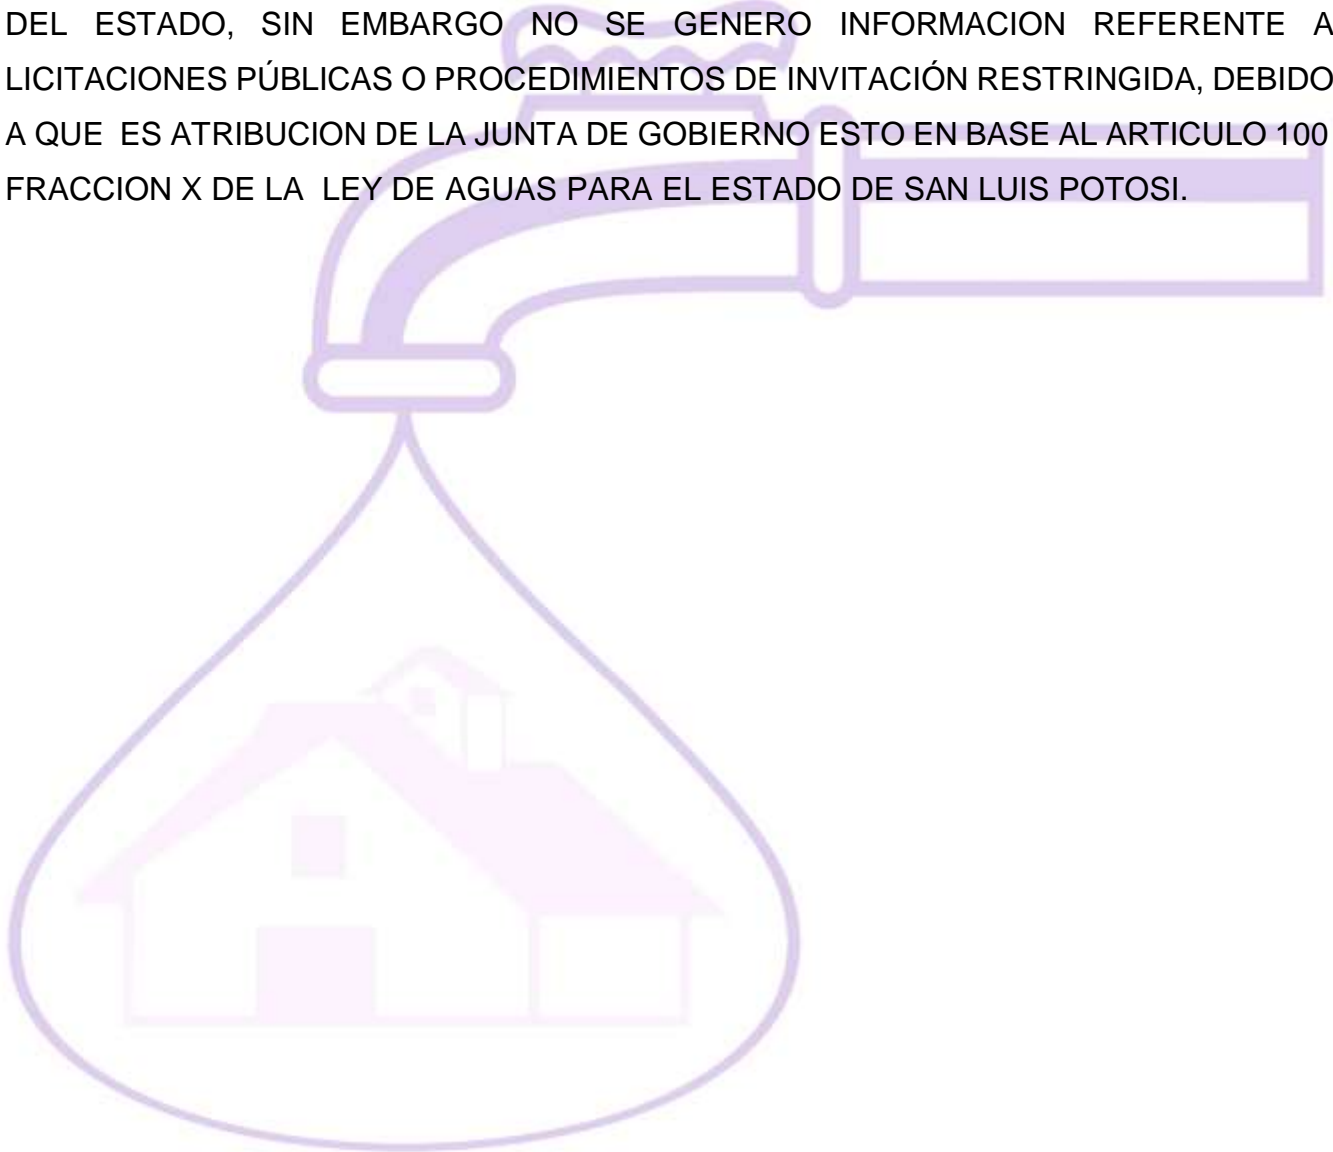 DEL ESTADO, SIN EMBARGO NO SE GENERO INFORMACION REFERENTE A
LICITACIONES PÚBLICAS O PROCEDIMIENTOS DE INVITACIÓN RESTRINGIDA, DEBIDO
A QUE ES ATRIBUCION DE LA JUNTA DE GOBIERNO ESTO EN BASE AL ARTICULO 100
FRACCION X DE LA LEY DE AGUAS PARA EL ESTADO DE SAN LUIS POTOSI.